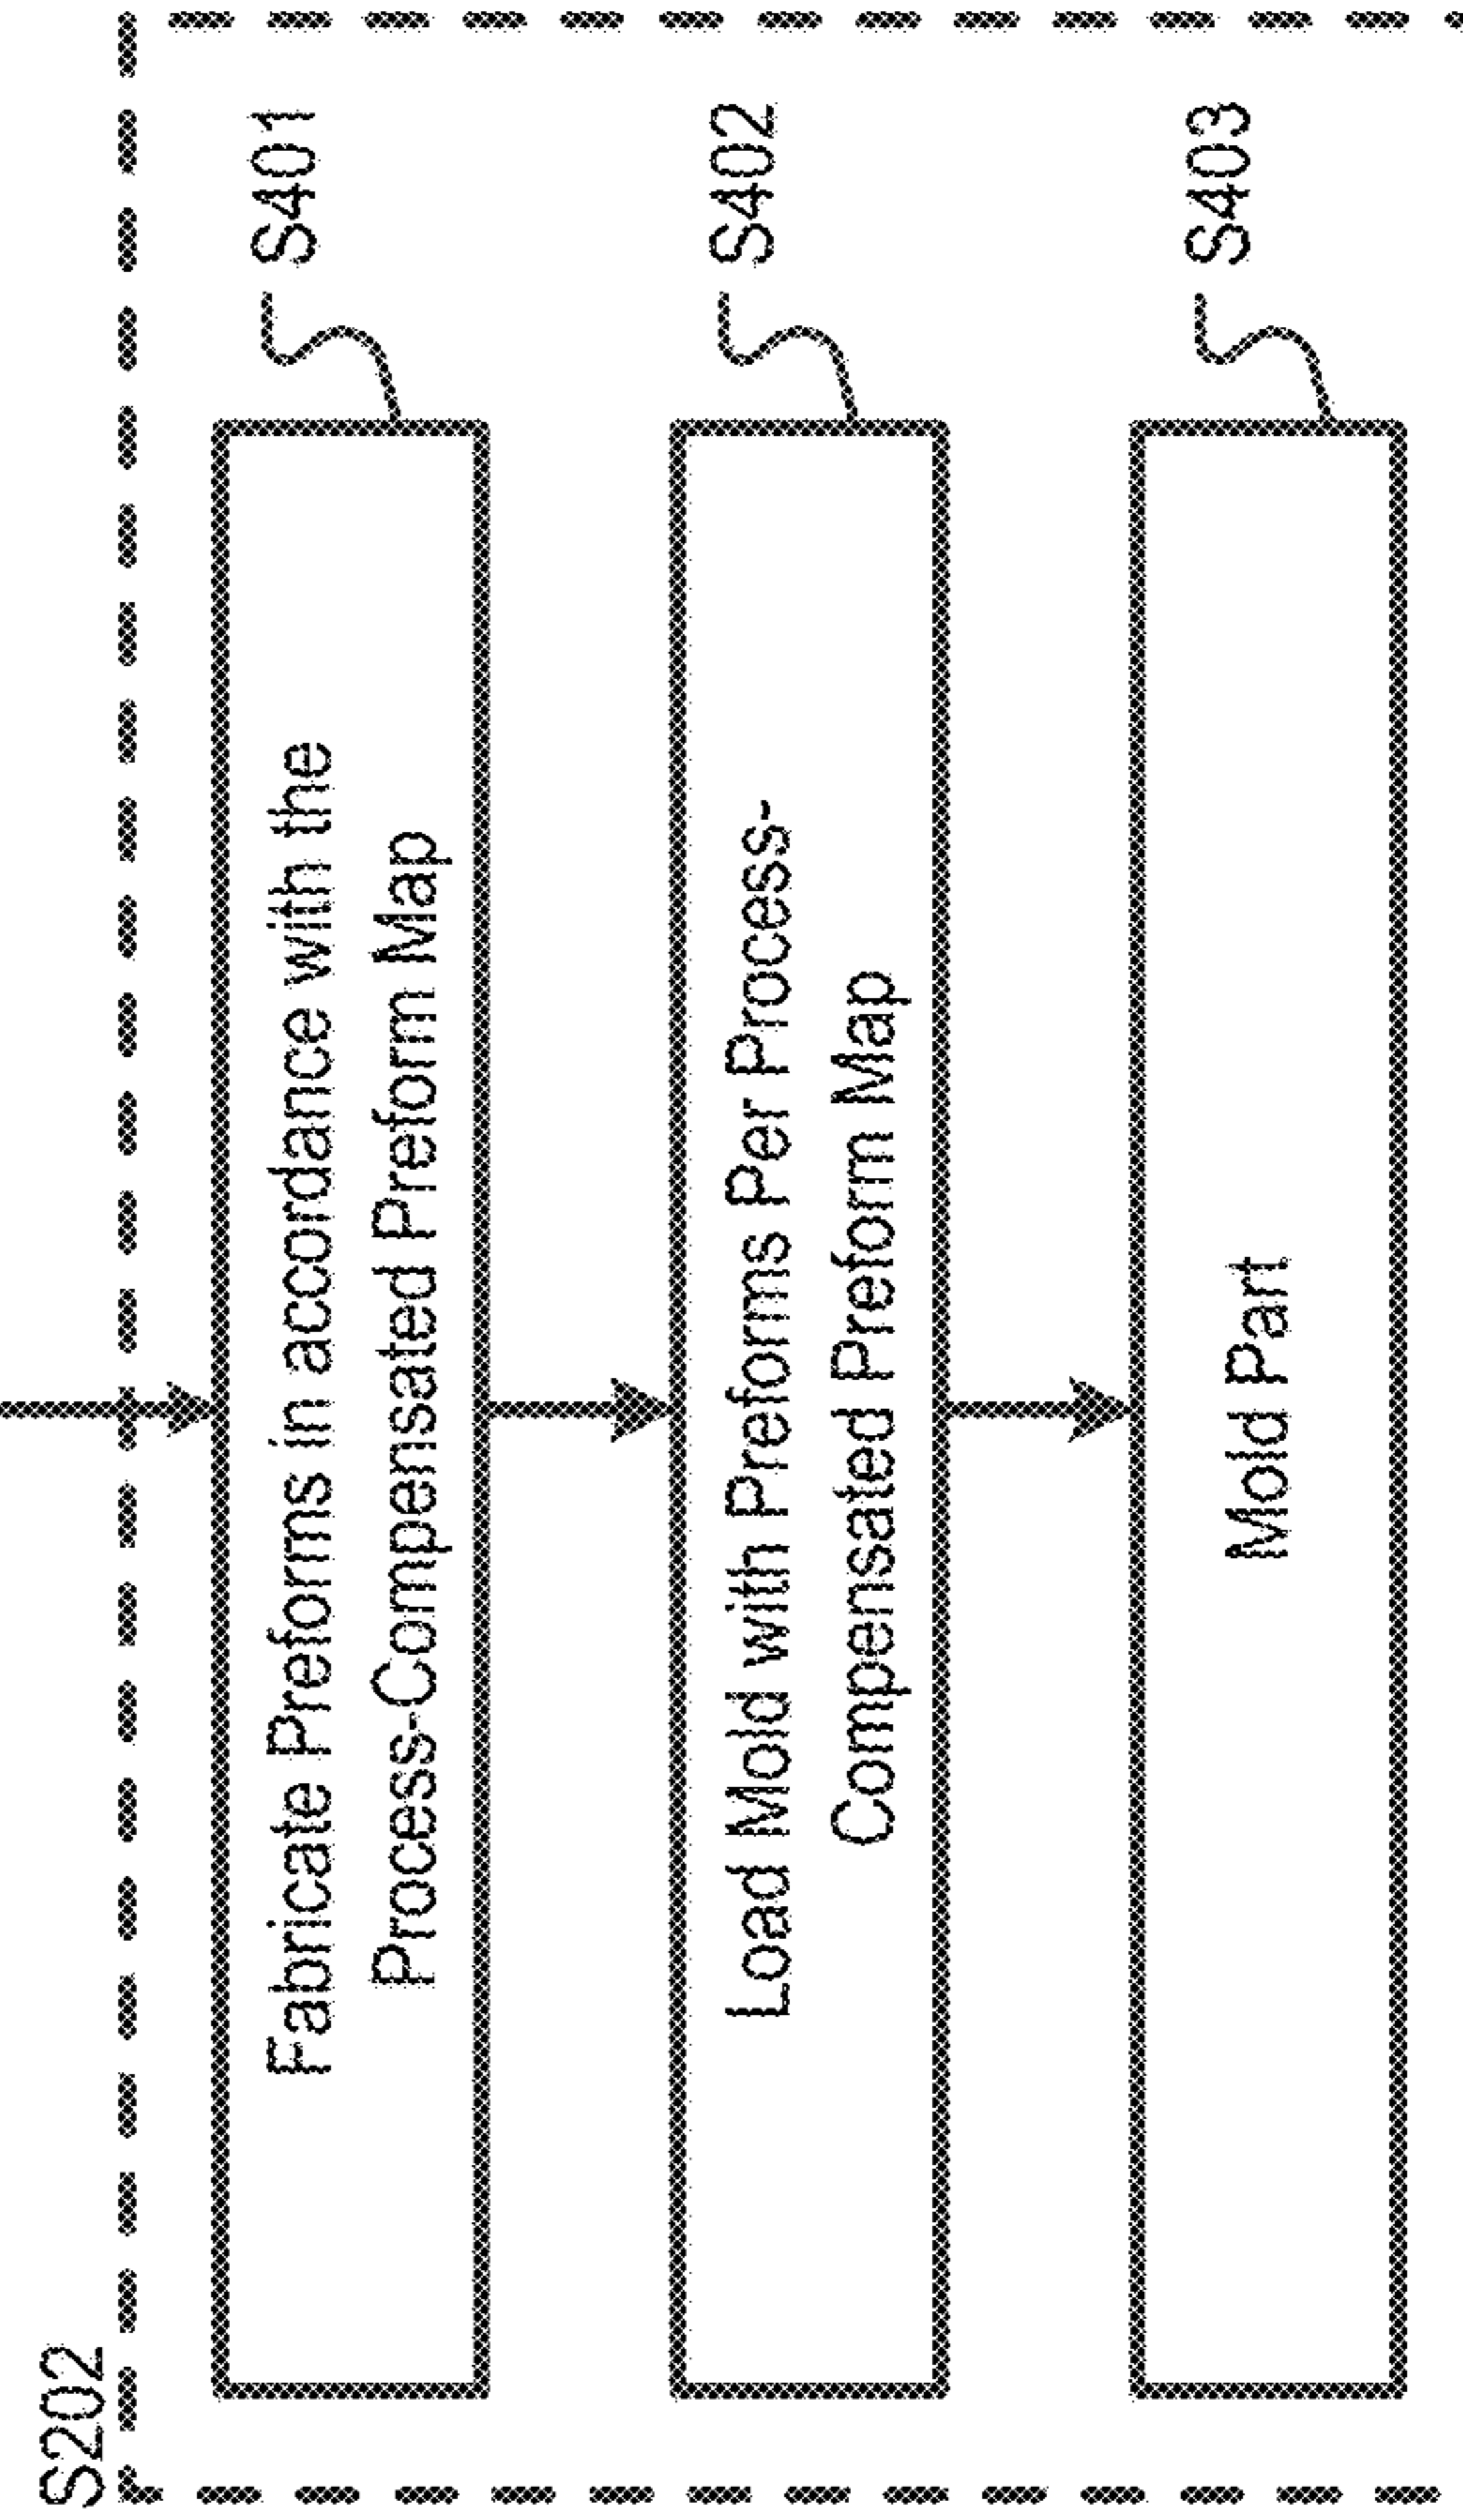 S202
Fabricate Preforms in accordance with the
Process-Compensated Preform Map
S401
Load Mold with Preforms Per Process-
Compensated Preform Map
S402
Mold Part
S403